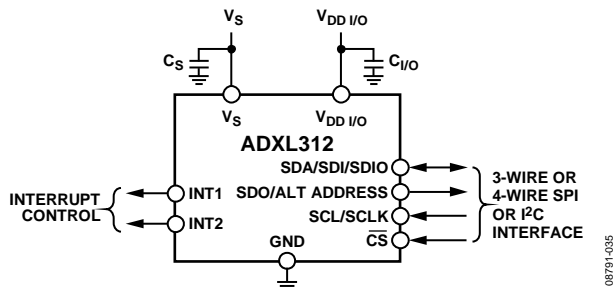 VS
VDD I/O
CS
CI/O
VS
VDD I/O
ADXL312
SDA/SDI/SDIO
SDO/ALT ADDRESS
SCL/SCLK
CS
INT1
INT2
GND
INTERRUPT
CONTROL
3-WIRE OR
4-WIRE SPI
OR I2C
INTERFACE
08791-035